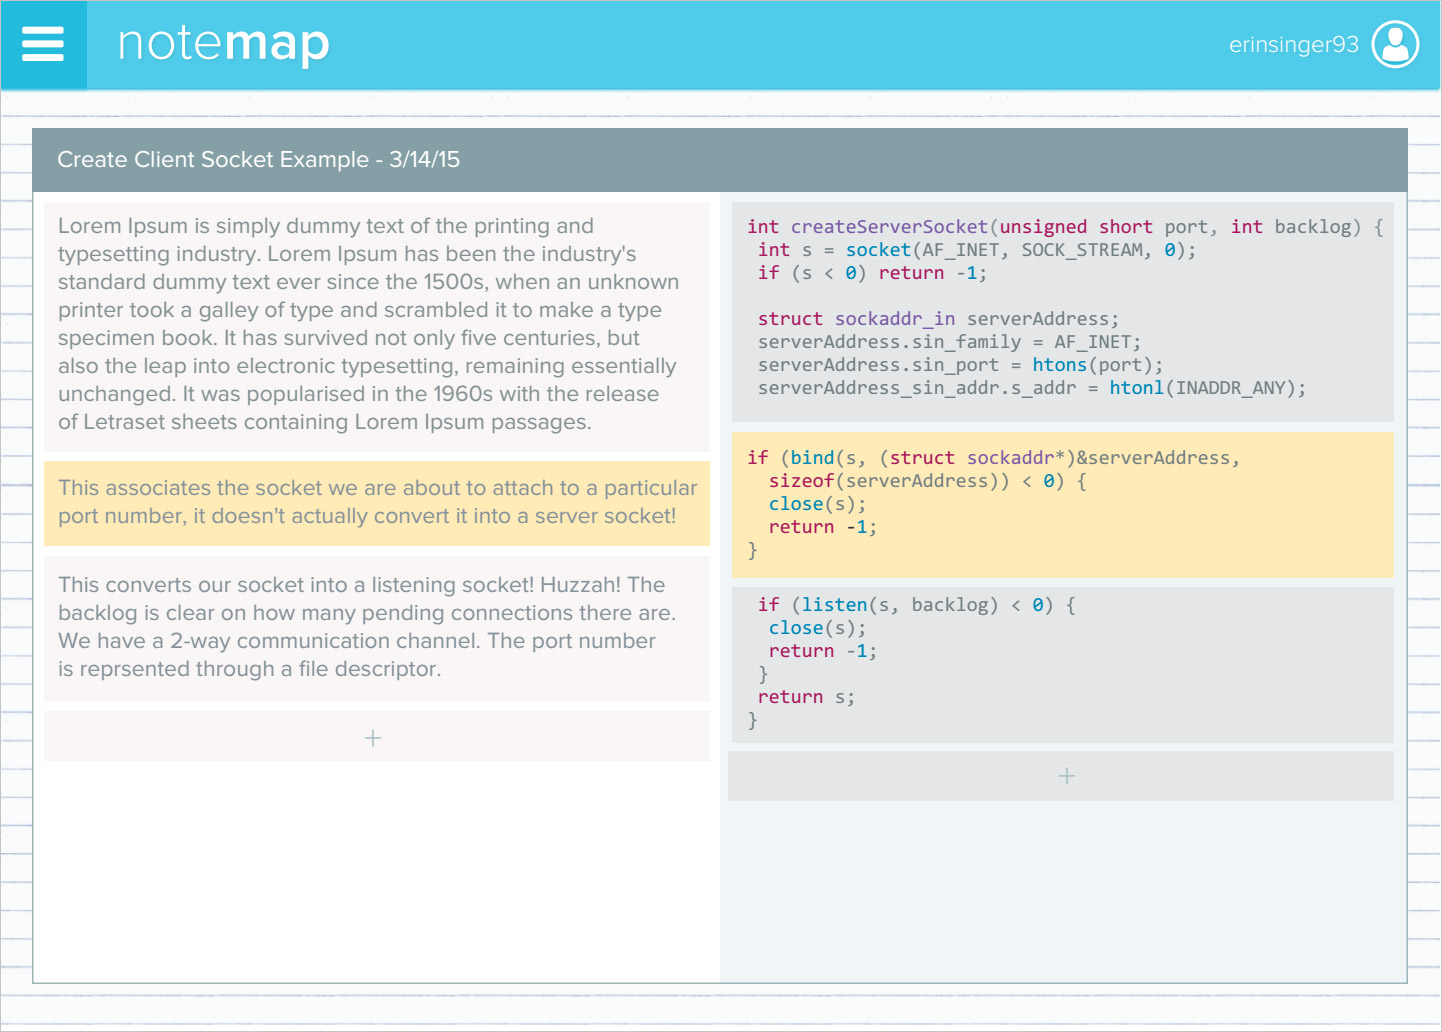 notemap
erinsinger93
Create Client Socket Example - 3/14/15
Lorem Ipsum is simply dummy text of the printing and
typesetting industry. Lorem Ipsum has been the industry's
standard dummy text ever since the 1500s, when an unknown
printer took a galley of type and scrambled it to make a type
specimen book. It has survived not only five centuries, but
also the leap into electronic typesetting, remaining essentially
unchanged. It was popularised in the 1960s with the release
of Letraset sheets containing Lorem Ipsum passages.
This associates the socket we are about to attach to a particular
port number, it doesn't actually convert it into a server socket!
This converts our socket into a listening socket! Huzzah! The
backlog is clear on how many pending connections there are.
We have a 2-way communication channel. The port number
is reprsented through a file descriptor.
+
int createServerSocket(unsigned short port, int backlog) {
int s = socket(AF_INET, SOCK_STREAM, 0);
if (s < 0) return -1;
struct sockaddr_in serverAddress;
serverAddress.sin_family = AF_INET;
serverAddress.sin_port = htons(port);
serverAddress_sin_addr.s_addr = htonl(INADDR_ANY);
if (bind(s, (struct sockaddr*)&serverAddress,
sizeof(serverAddress)) < 0) {
close(s);
return -1;
}
if (listen(s, backlog) < 0) {
close(s);
return -1;
}
return s;
}
+